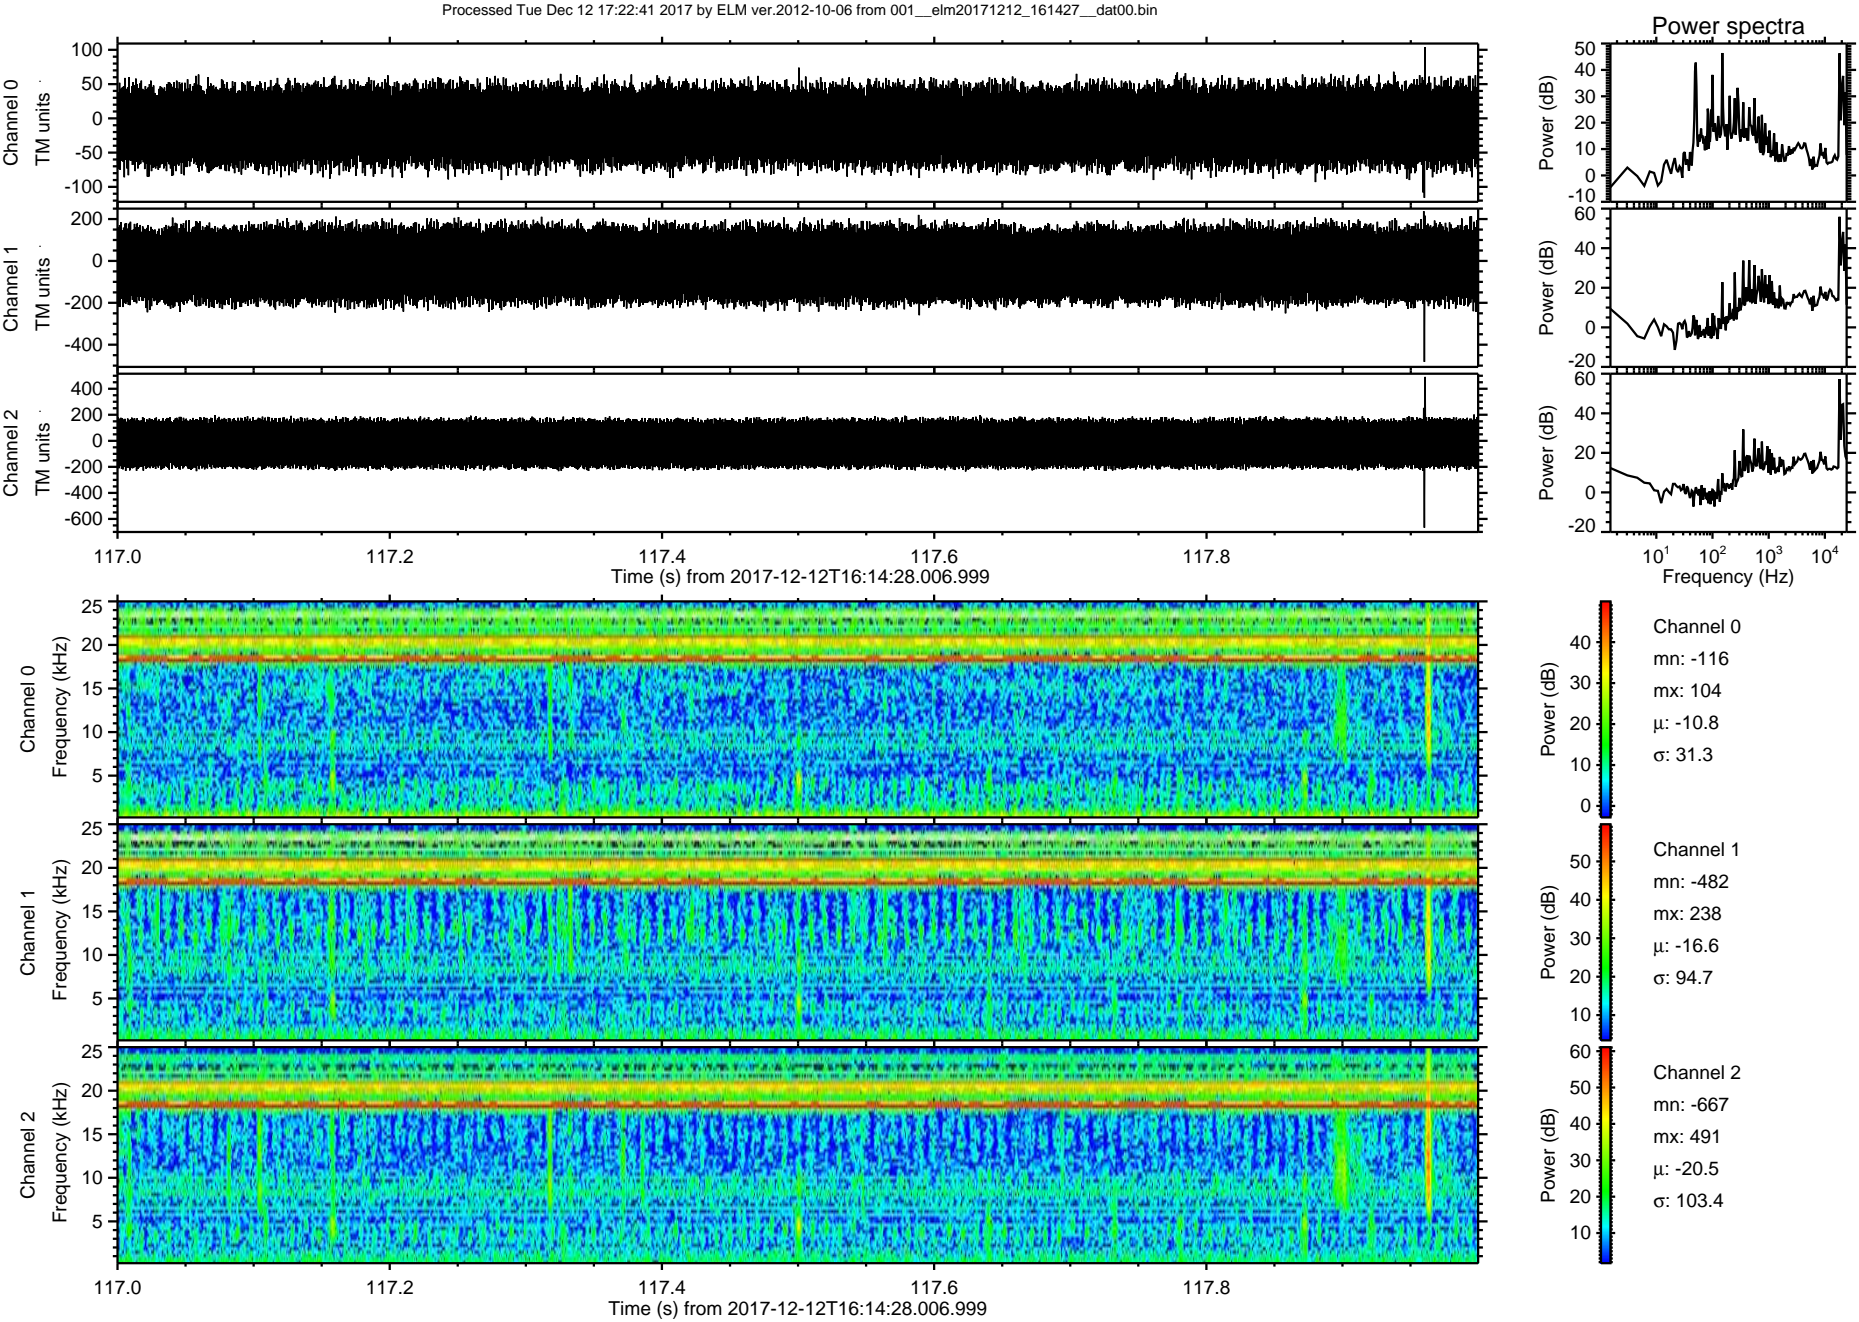 Processed Tue Dec 12 17:22:41 2017 by ELM ver.2012-10-06 from 001__elm20171212_161427__dat00.bin
Power spectra
Channel 0
TM units
100
50
0
-50
-100
Power (dB)
50
40
30
20
10
0
-10
Channel 1
TM units
200
0
-200
-400
Power (dB)
60
40
20
0
-20
Channel 2
TM units
400
200
0
-200
-400
-600
Power (dB)
60
40
20
0
-20
117.0 117.2 117.4 117.6 117.8
Time (s) from 2017-12-12T16:14:28.006.999
10¹ 10² 10³ 10⁴
Frequency (Hz)
Channel 0
Frequency (kHz)
25
20
15
10
5
Power (dB)
40
30
20
10
0
Channel 0
mn: -116
mx: 104
μ: -10.8
σ: 31.3
Channel 1
Frequency (kHz)
25
20
15
10
5
Power (dB)
50
40
30
20
10
Channel 1
mn: -482
mx: 238
μ: -16.6
σ: 94.7
Channel 2
Frequency (kHz)
25
20
15
10
5
Power (dB)
60
50
40
30
20
10
Channel 2
mn: -667
mx: 491
μ: -20.5
σ: 103.4
117.0 117.2 117.4 117.6 117.8
Time (s) from 2017-12-12T16:14:28.006.999